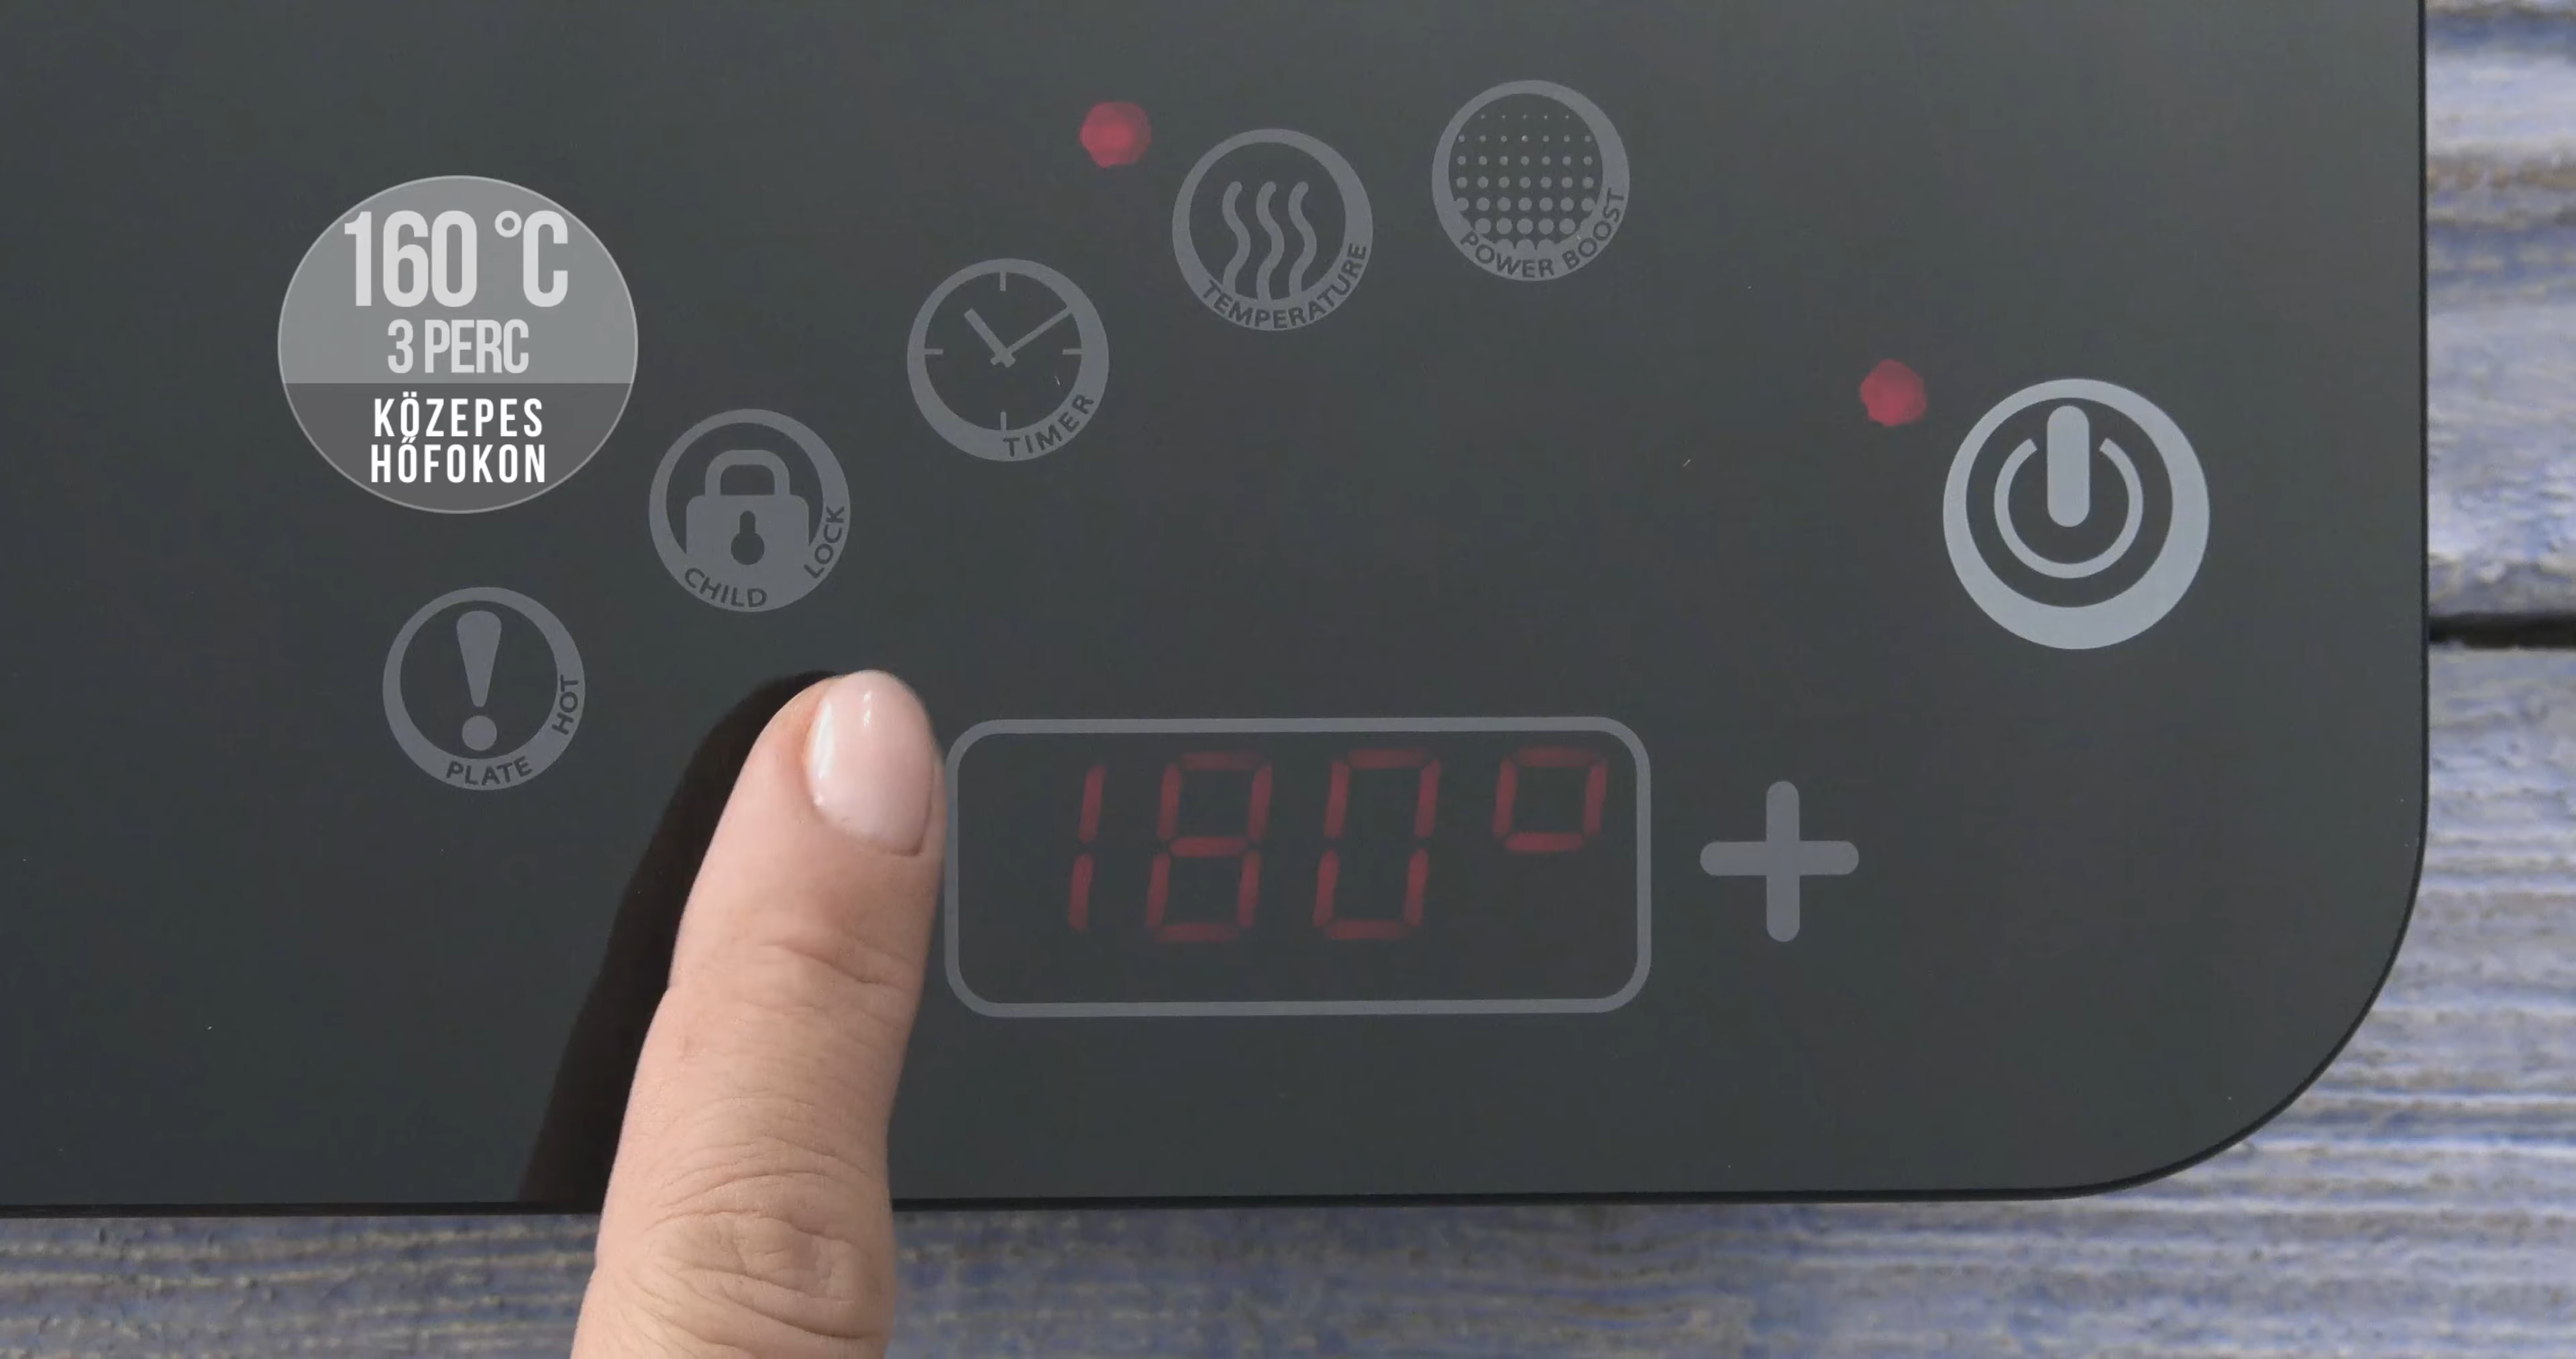 160 °C
3 PERC
KÖZEPES
HŐFOKON
POWER BOOST
TEMPERATURE
TIMER
CHILD LOCK
PLATE HOT
180°
+